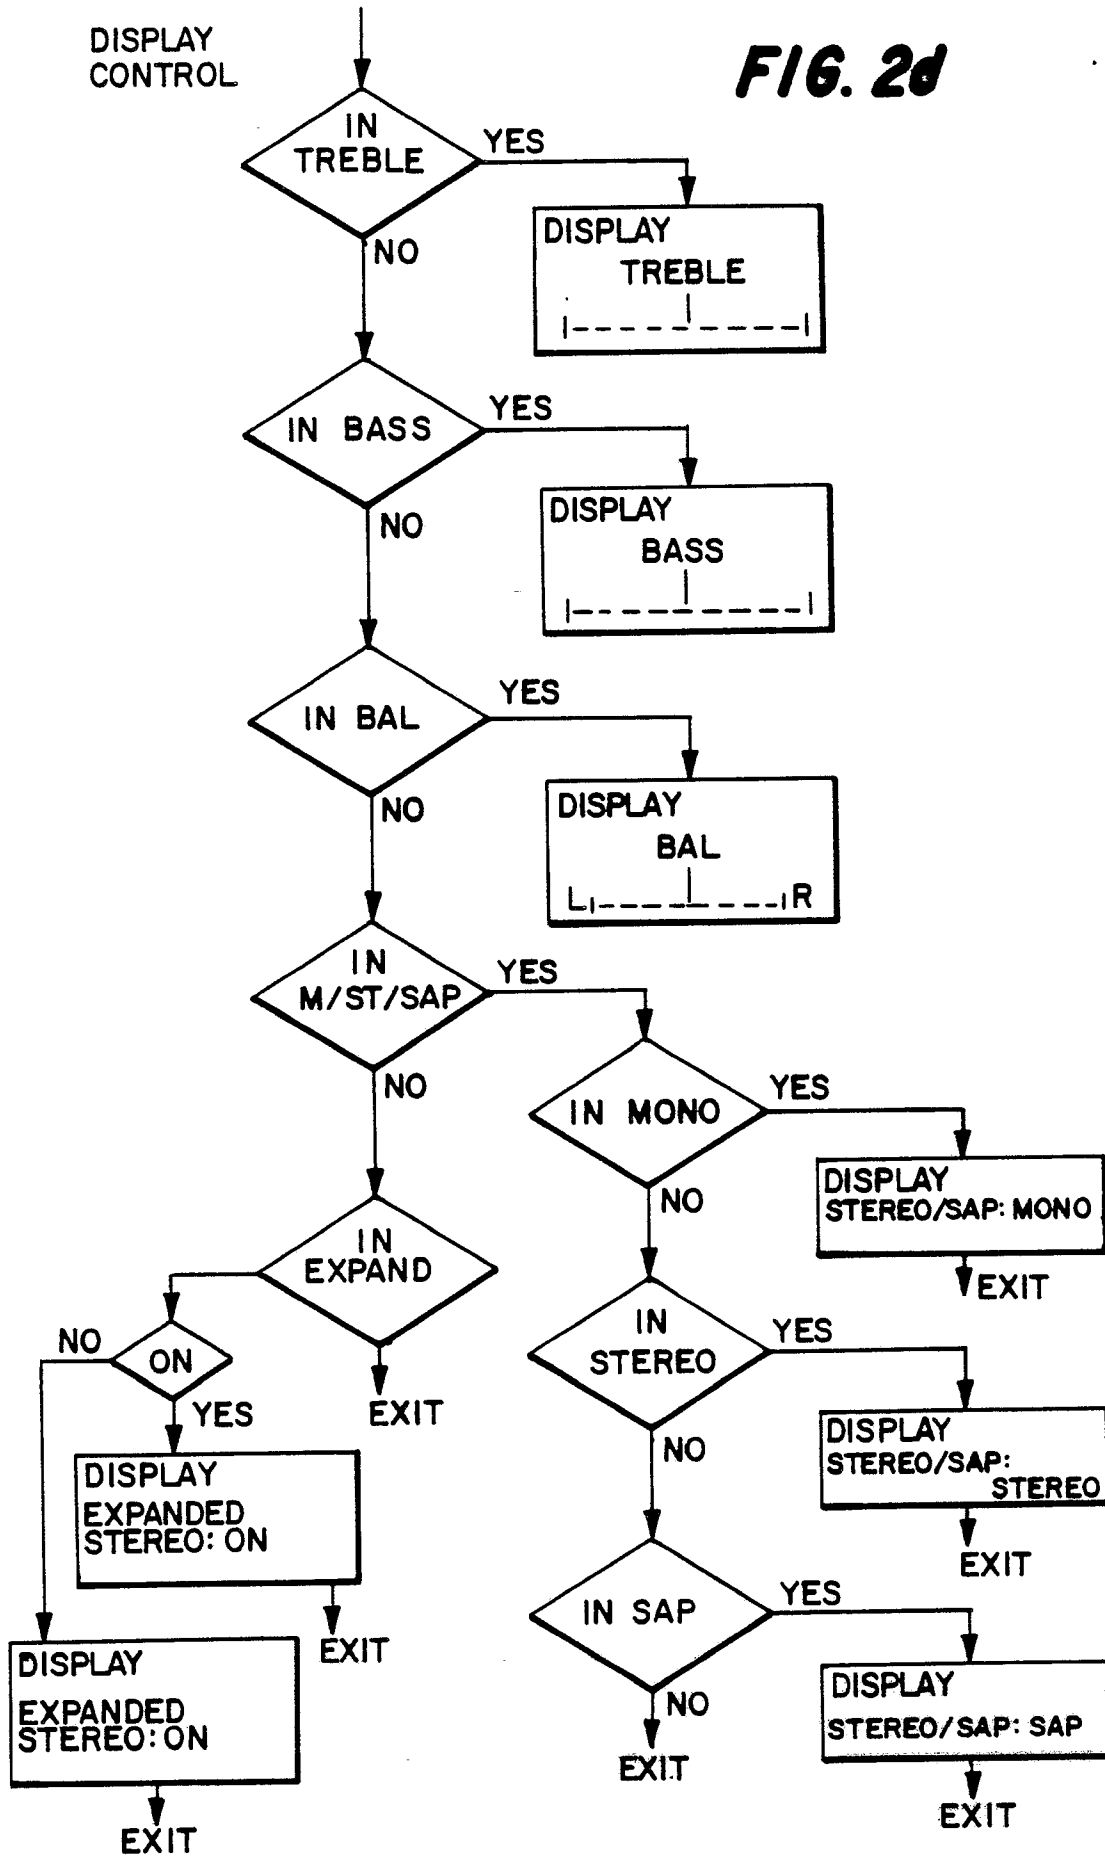 DISPLAY
CONTROL
FIG. 2d
IN
TREBLE
YES
NO
DISPLAY
TREBLE
IN BASS
YES
NO
DISPLAY
BASS
IN BAL
YES
NO
DISPLAY
BAL
L R
IN
M/ST/SAP
YES
NO
IN MONO
YES
NO
DISPLAY
STEREO/SAP: MONO
EXIT
IN
EXPAND
EXIT
NO
ON
YES
DISPLAY
EXPANDED
STEREO: ON
EXIT
DISPLAY
EXPANDED
STEREO: ON
EXIT
IN
STEREO
YES
NO
DISPLAY
STEREO/SAP:
STEREO
EXIT
IN SAP
YES
NO
EXIT
DISPLAY
STEREO/SAP: SAP
EXIT